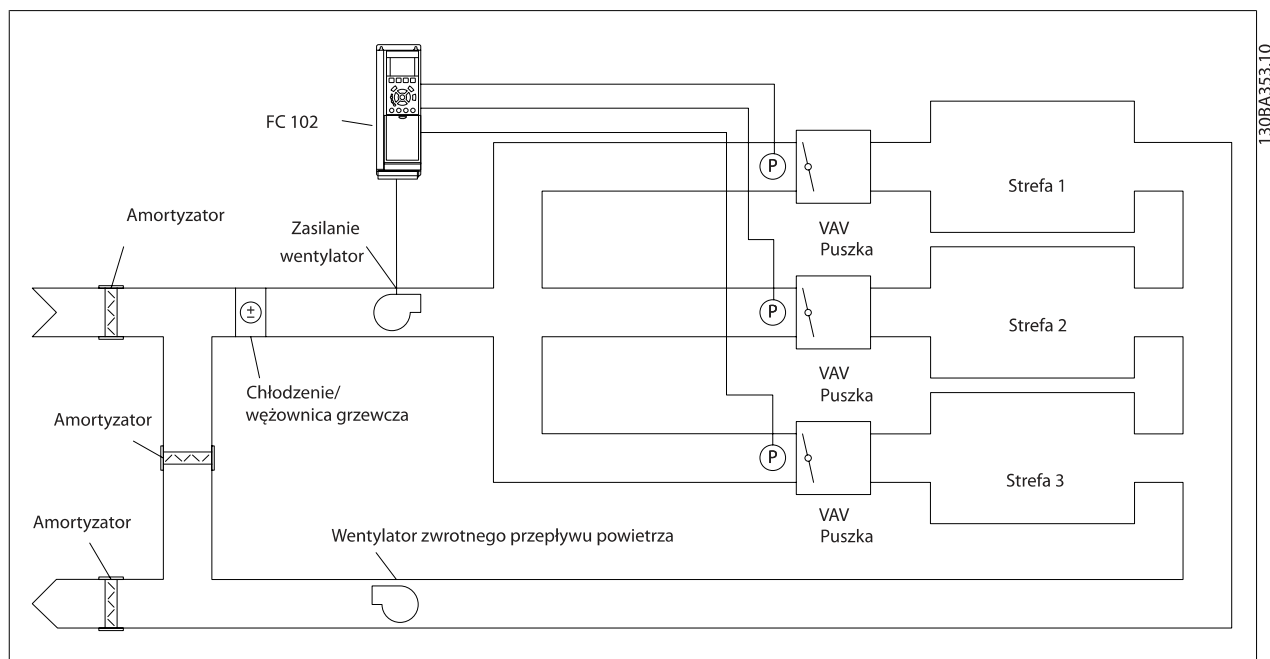 130BA353.10
FC 102
P
Strefa 1
Amortyzator
Zasilanie
wentylator
VAV
Puszka
±
P
Strefa 2
Chłodzenie/
wężownica grzewcza
VAV
Puszka
Amortyzator
P
Strefa 3
Amortyzator
Wentylator zwrotnego przepływu powietrza
VAV
Puszka